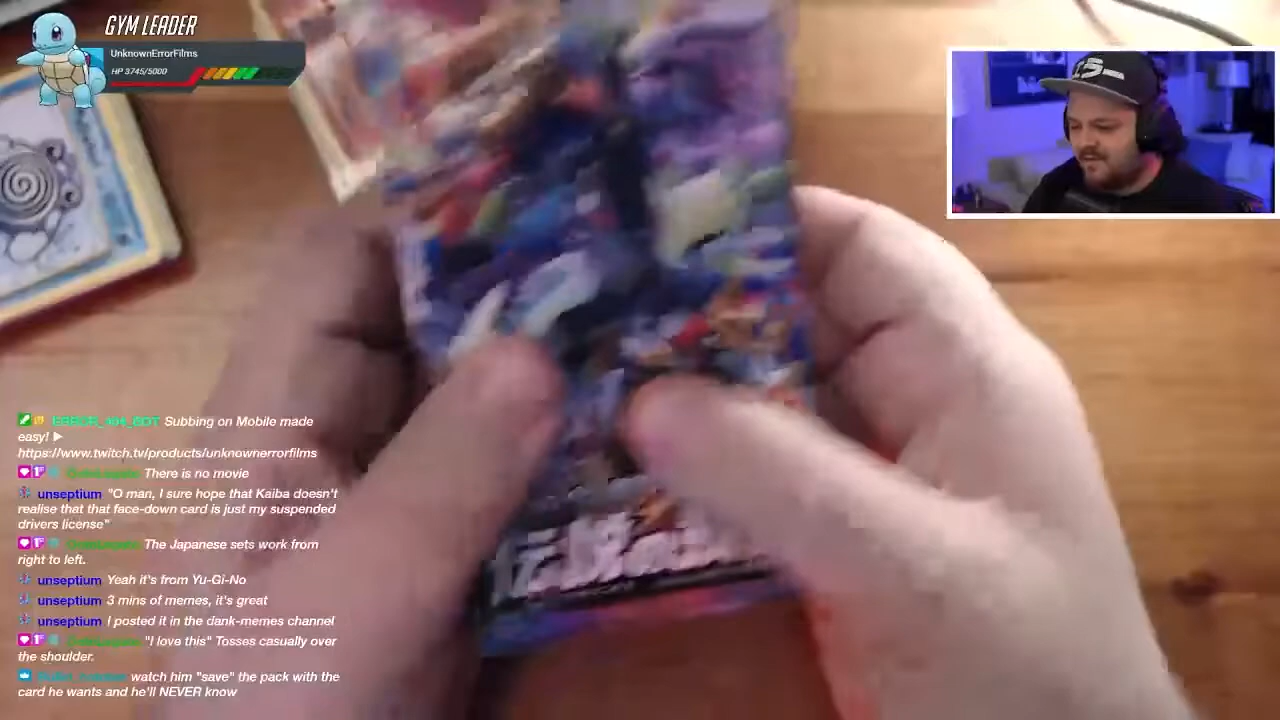 GYM LEADER
UnknownErrorFilms
HP 3745/5000
ERROR_404_BOT Subbing on Mobile made
easy! ▶
https://www.twitch.tv/products/unknownerrorfilms
There is no movie
unseptium "O man, I sure hope that Kaiba doesn't
realise that that face-down card is just my suspended
drivers license"
The Japanese sets work from
right to left.
unseptium Yeah it's from Yu-Gi-No
unseptium 3 mins of memes, it's great
unseptium I posted it in the dank-memes channel
"I love this" Tosses casually over
the shoulder.
watch him "save" the pack with the
card he wants and he'll NEVER know